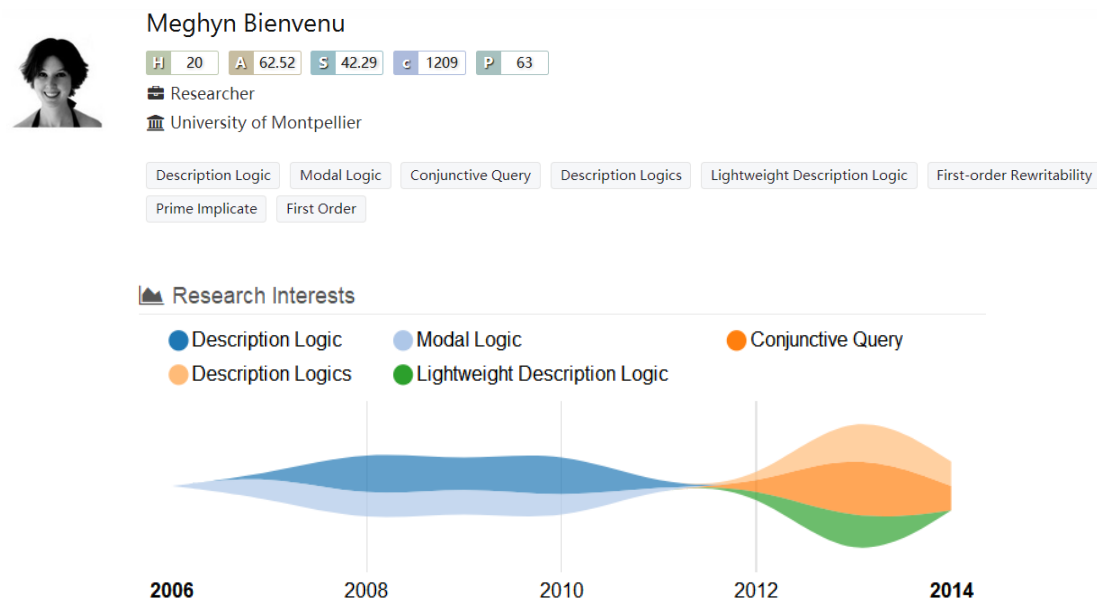 Meghyn Bienvenu
H 20 A 62.52 S 42.29 c 1209 P 63
Researcher
University of Montpellier
Description Logic Modal Logic Conjunctive Query Description Logics Lightweight Description Logic First-order Rewritability
Prime Implicate First Order
Research Interests
Description Logic Modal Logic Conjunctive Query
Description Logics Lightweight Description Logic
2006 2008 2010 2012 2014